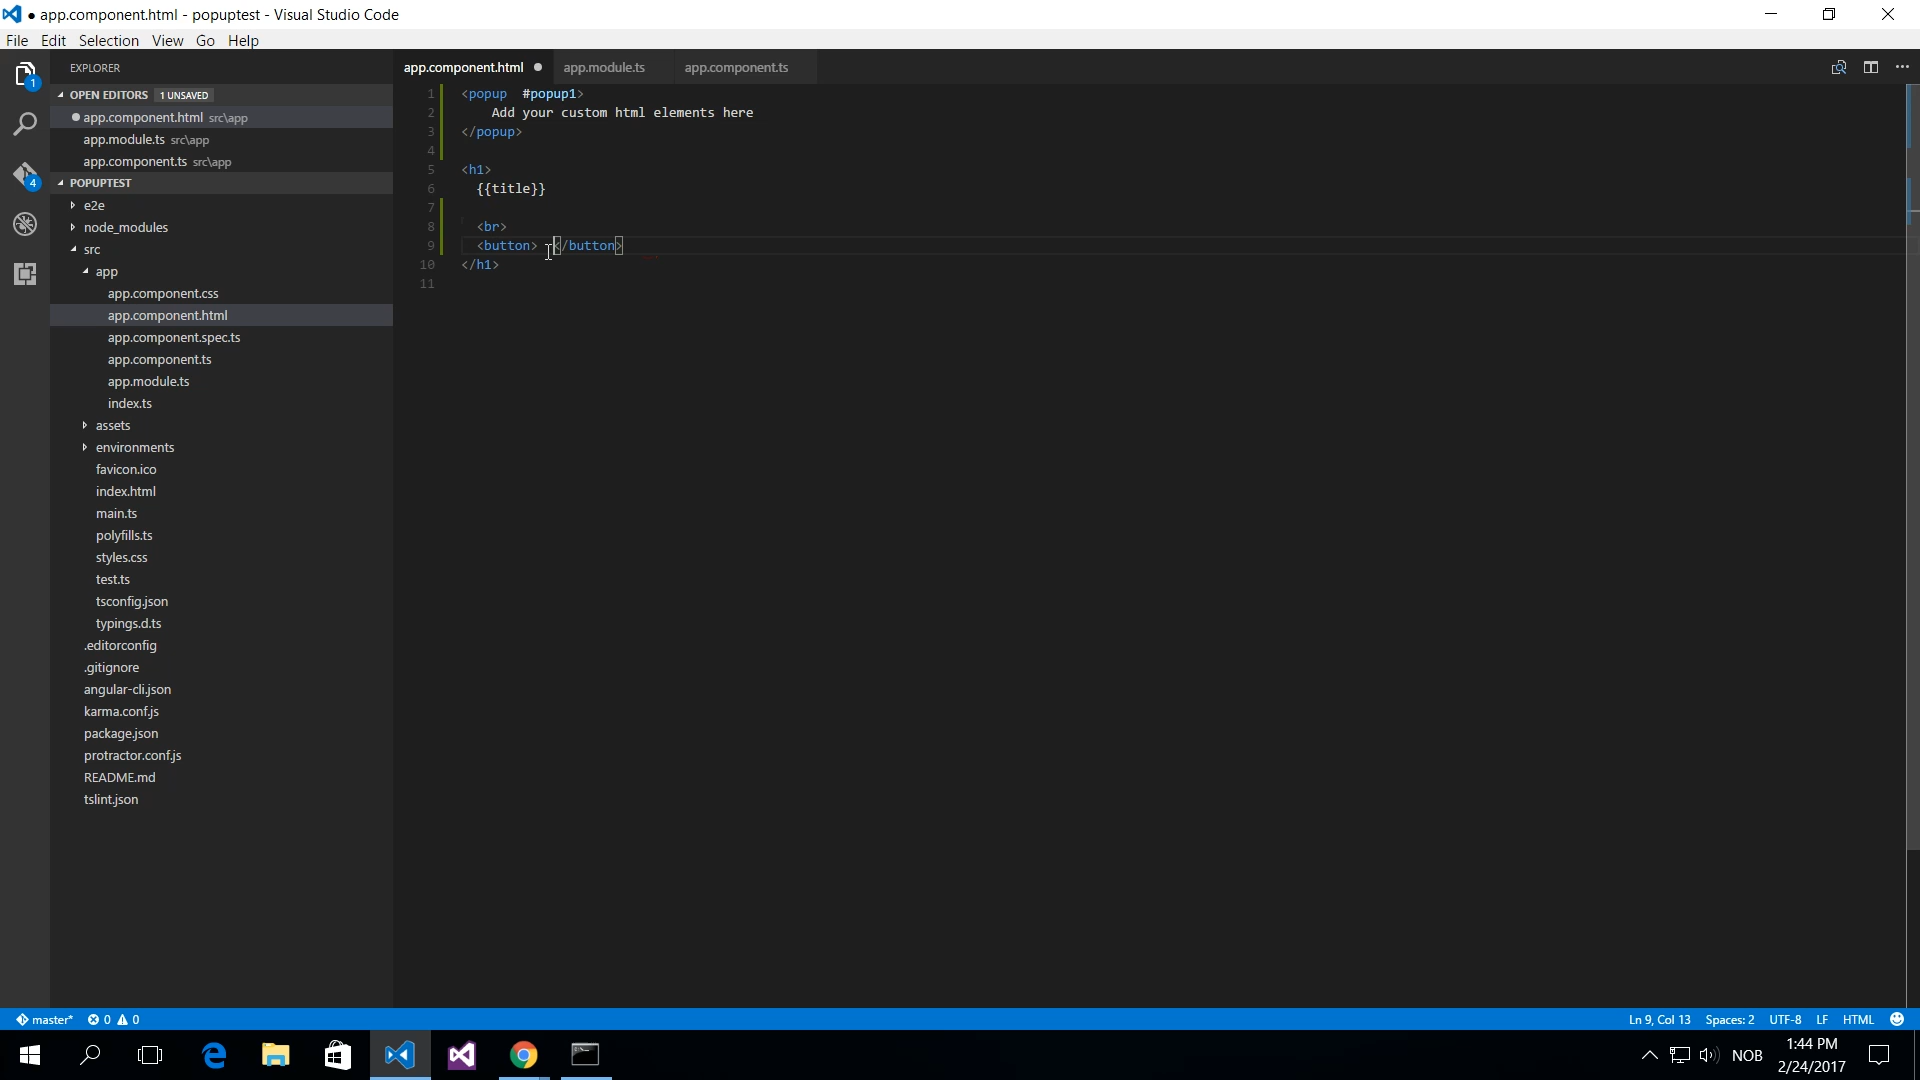 ● app.component.html - popuptest - Visual Studio Code
File Edit Selection View Go Help
EXPLORER
OPEN EDITORS 1 UNSAVED
● app.component.html src\app
app.module.ts src\app
app.component.ts src\app
POPUPTEST
e2e
node_modules
src
app
app.component.css
app.component.html
app.component.spec.ts
app.component.ts
app.module.ts
index.ts
assets
environments
favicon.ico
index.html
main.ts
polyfills.ts
styles.css
test.ts
tsconfig.json
typings.d.ts
.editorconfig
.gitignore
angular-cli.json
karma.conf.js
package.json
protractor.conf.js
README.md
tslint.json
1
4
app.component.html ● app.module.ts app.component.ts
1 <popup #popup1>
2 Add your custom html elements here
3 </popup>
4
5 <h1>
6 {{title}}
7
8 <br>
9 <button> </button>
10 </h1>
11
master* 0 0 Ln 9, Col 13 Spaces: 2 UTF-8 LF HTML
NOB
1:44 PM
2/24/2017